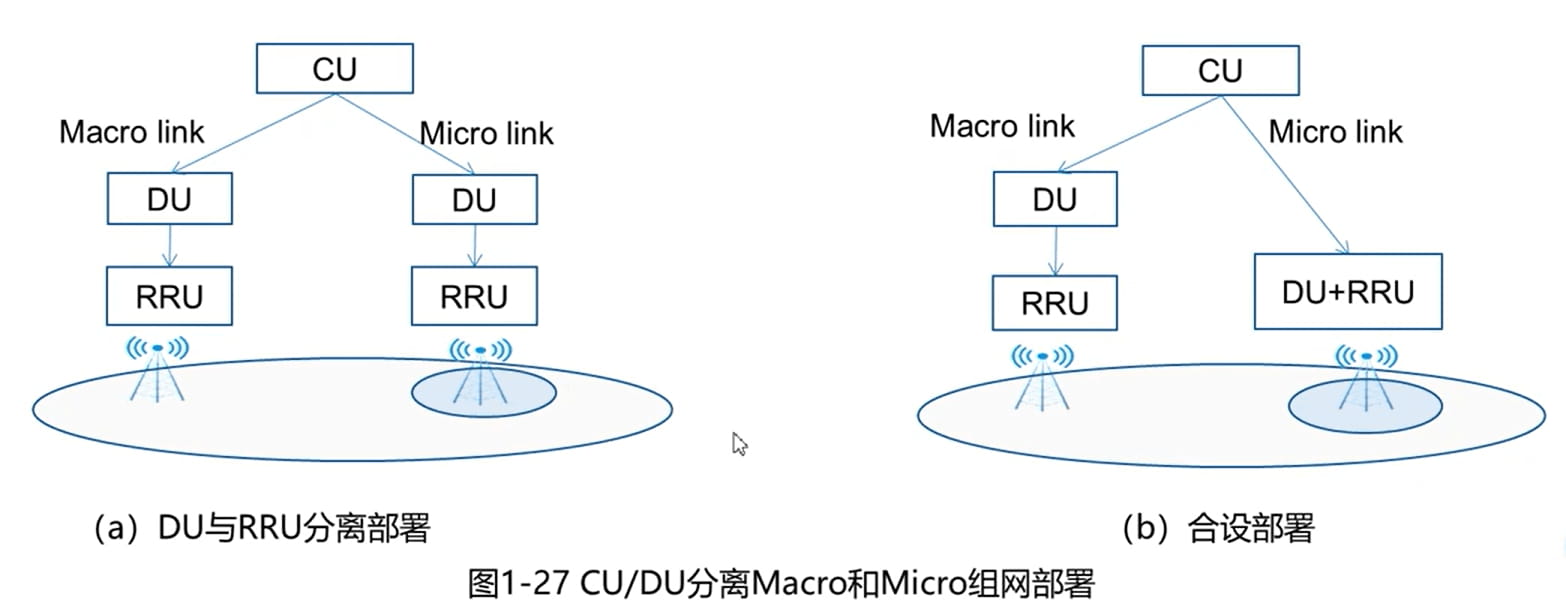 CU
Macro link
Micro link
DU
DU
RRU
RRU
(a) DU与RRU分离部署
CU
Macro link
Micro link
DU
RRU
DU+RRU
(b) 合设部署
图1-27 CU/DU分离Macro和Micro组网部署